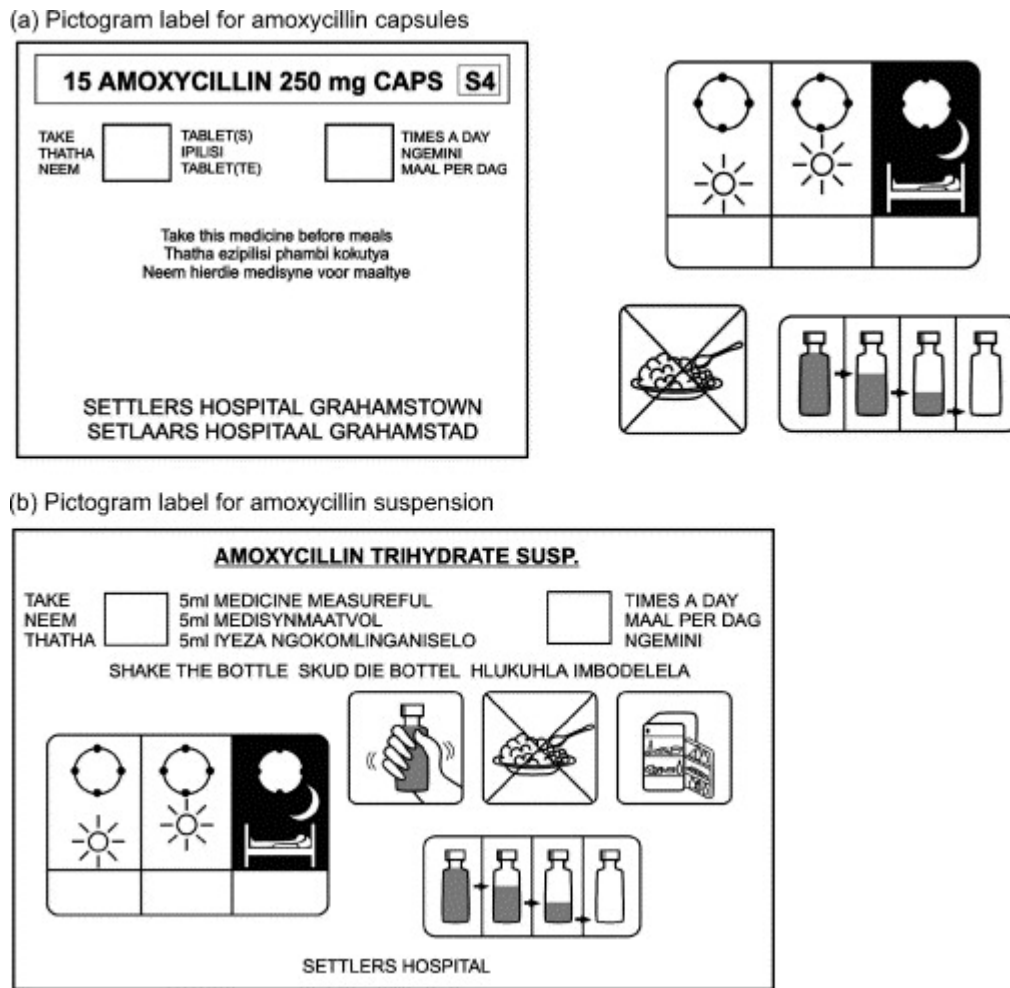 (a) Pictogram label for amoxycillin capsules
15 AMOXYCILLIN 250 mg CAPS S4
TAKE TABLET(S) TIMES A DAY
THATHA IPILISI NGEMINI
NEEM TABLET(TE) MAAL PER DAG
Take this medicine before meals
Thatha ezipilisi phambi kokutya
Neem hierdie medisyne voor maaltye
SETTLERS HOSPITAL GRAHAMSTOWN
SETLAARS HOSPITAAL GRAHAMSTAD
(b) Pictogram label for amoxycillin suspension
AMOXYCILLIN TRIHYDRATE SUSP.
TAKE 5ml MEDICINE MEASUREFUL TIMES A DAY
NEEM 5ml MEDISYNMAATVOL MAAL PER DAG
THATHA 5ml IYEZA NGOKOMLINGANISELO NGEMINI
SHAKE THE BOTTLE SKUD DIE BOTTEL HLUKUHLA IMBODELELA
SETTLERS HOSPITAL